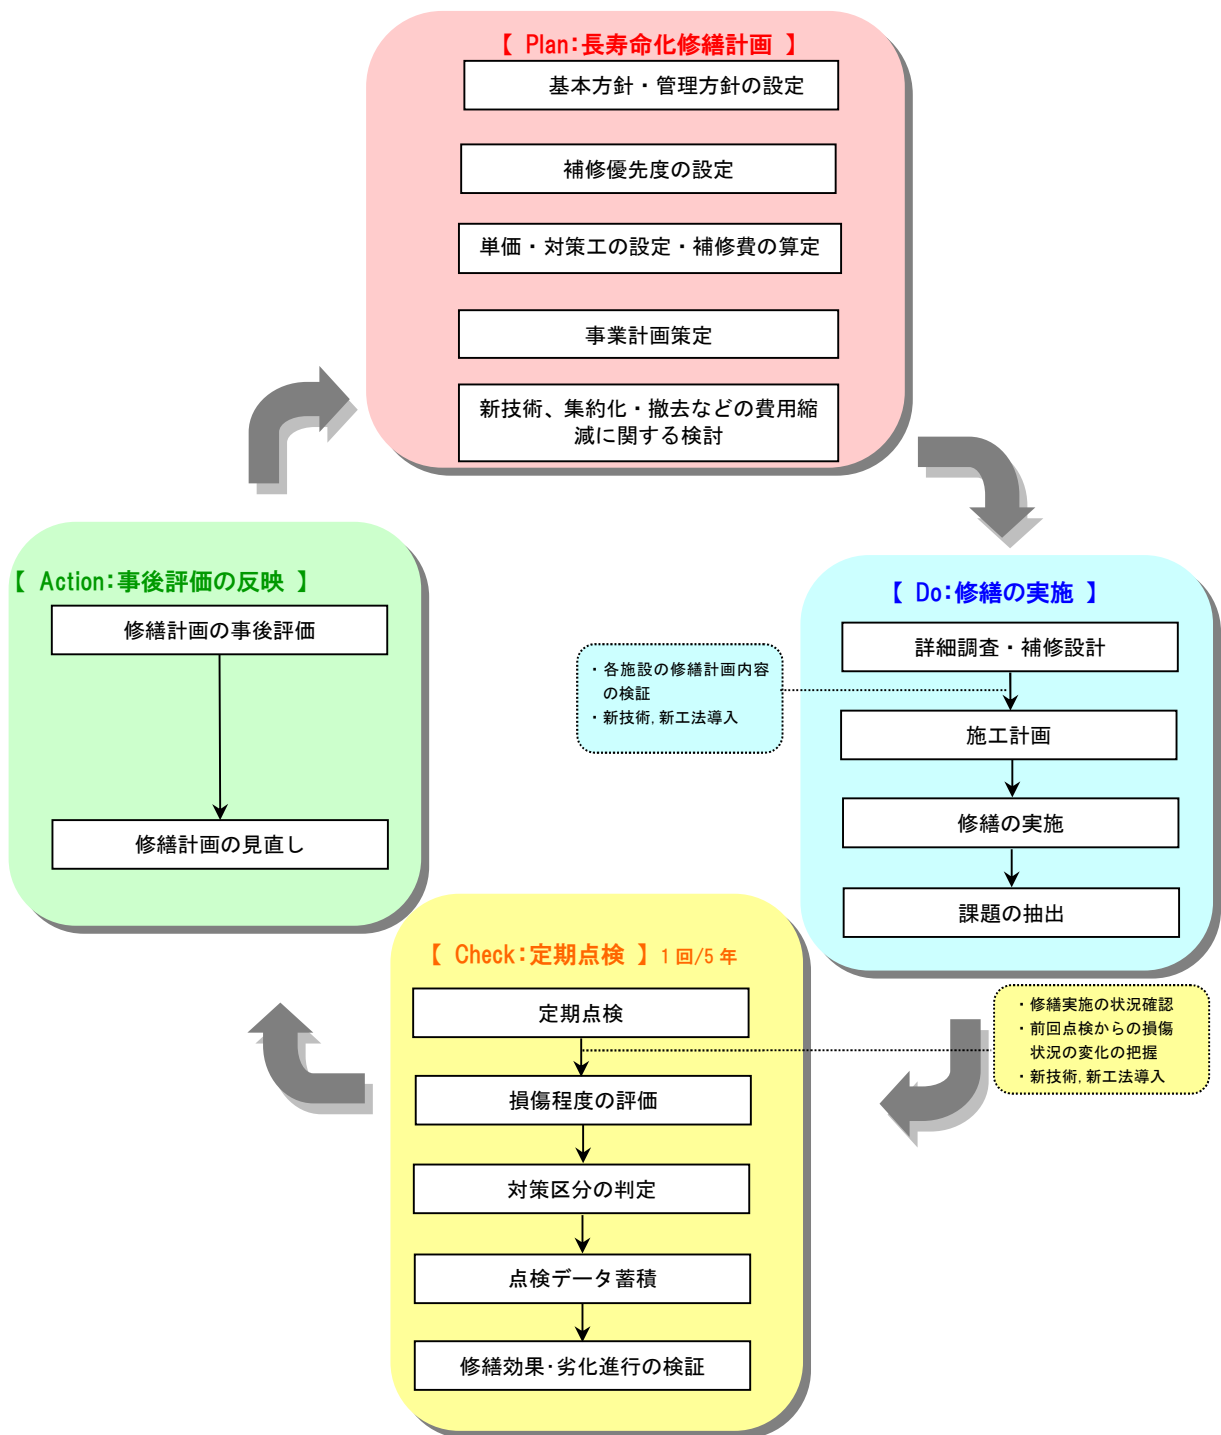 【 Plan：長寿命化修繕計画 】
基本方針・管理方針の設定
補修優先度の設定
単価・対策工の設定・補修費の算定
事業計画策定
新技術、集約化・撤去などの費用縮
減に関する検討
【 Do：修繕の実施 】
詳細調査・補修設計
・各施設の修繕計画内容
の検証
・新技術，新工法導入
施工計画
修繕の実施
課題の抽出
【 Check：定期点検 】1 回/5 年
定期点検
・修繕実施の状況確認
・前回点検からの損傷
状況の変化の把握
・新技術，新工法導入
損傷程度の評価
対策区分の判定
点検データ蓄積
修繕効果･劣化進行の検証
【 Action：事後評価の反映 】
修繕計画の事後評価
修繕計画の見直し